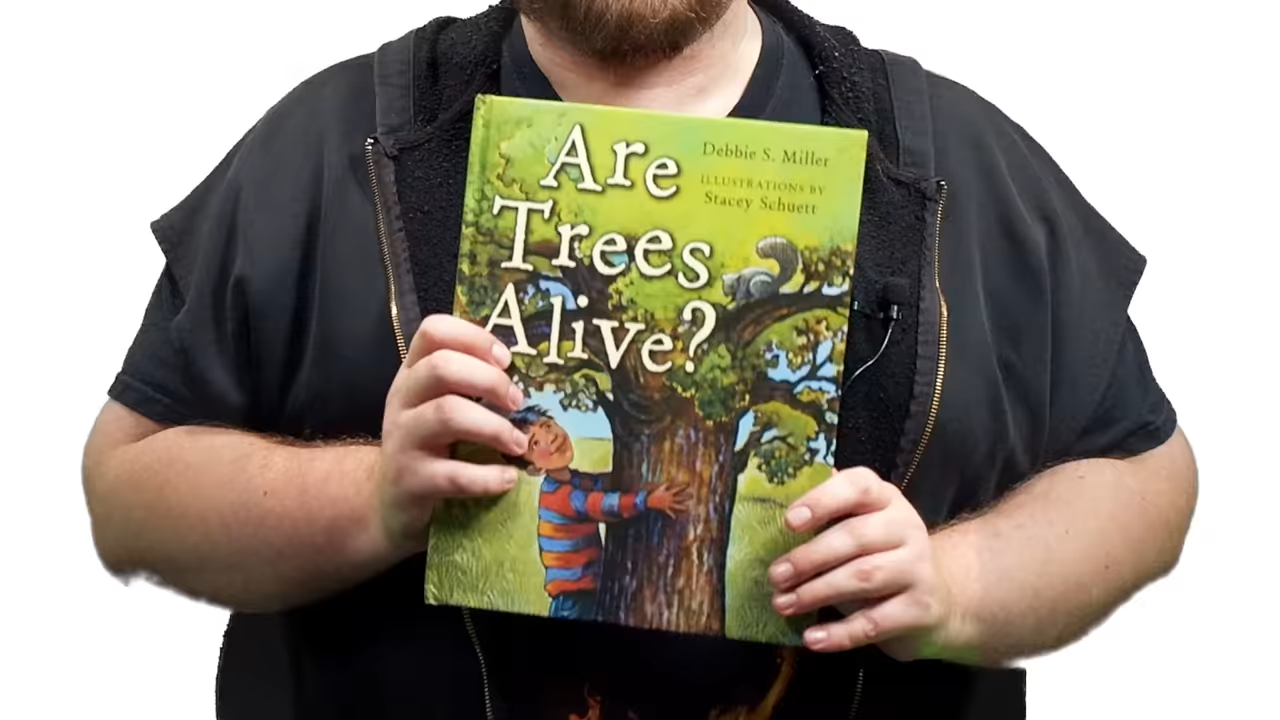 Are
Trees
Alive?
Debbie S. Miller
ILLUSTRATIONS BY
Stacey Schuett